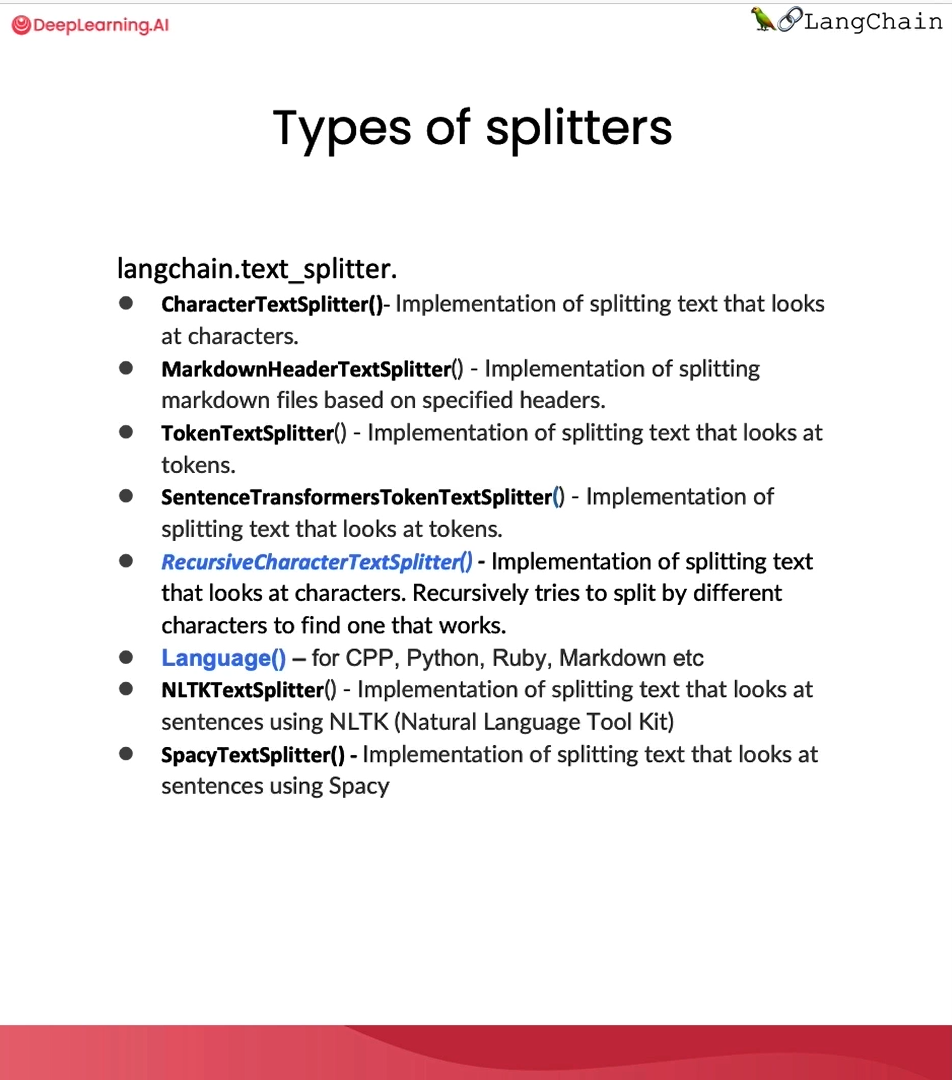 DeepLearning.AI
LangChain
Types of splitters
langchain.text_splitter.
● CharacterTextSplitter()- Implementation of splitting text that looks
at characters.
● MarkdownHeaderTextSplitter() - Implementation of splitting
markdown files based on specified headers.
● TokenTextSplitter() - Implementation of splitting text that looks at
tokens.
● SentenceTransformersTokenTextSplitter() - Implementation of
splitting text that looks at tokens.
● RecursiveCharacterTextSplitter() - Implementation of splitting text
that looks at characters. Recursively tries to split by different
characters to find one that works.
● Language() – for CPP, Python, Ruby, Markdown etc
● NLTKTextSplitter() - Implementation of splitting text that looks at
sentences using NLTK (Natural Language Tool Kit)
● SpacyTextSplitter() - Implementation of splitting text that looks at
sentences using Spacy